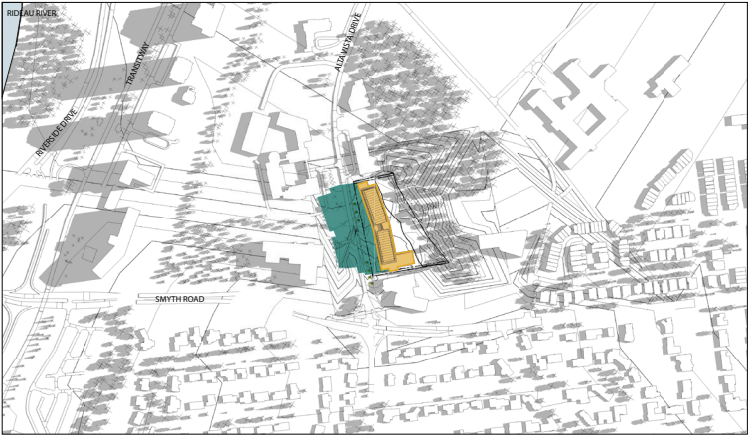 RIDEAU RIVER
TRANSITWAY
ALTA VISTA DRIVE
RIVERSIDE DRIVE
SMYTH ROAD